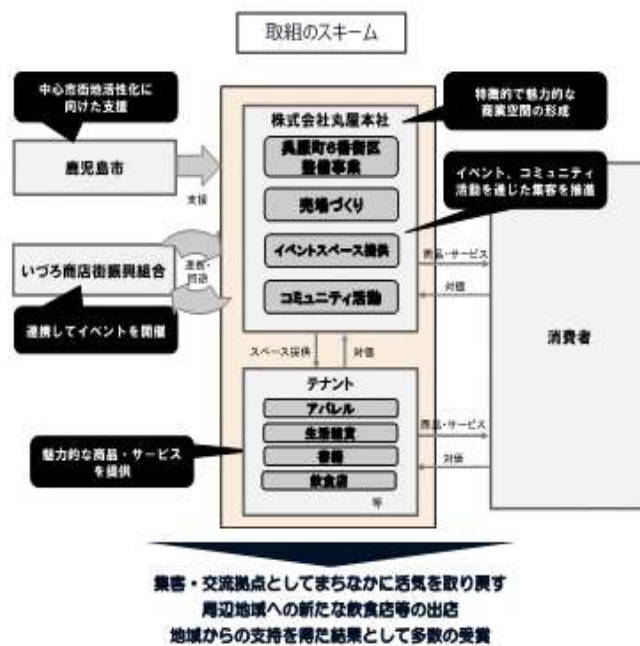 取組のスキーム
中心市街地活性化に
向けた支援
鹿児島市
支援
いづろ商店街振興組合
連携・
連携してイベントを開催
株式会社丸屋本社
呉服町6番街区
整備事業
売場づくり
イベントスペース提供
コミュニティ活動
特徴的で魅力的な
商業空間の形成
イベント、コミュニティ
活動を通じた集客を推進
商品・サービス
対価
消費者
スペース提供
対価
テナント
アパレル
生活雑貨
書籍
飲食店
等
魅力的な商品・サービス
を提供
商品・サービス
対価
集客・交流拠点としてまちなかに活気を取り戻す
周辺地域への新たな飲食店等の出店
地域からの支持を得た結果として多数の受賞